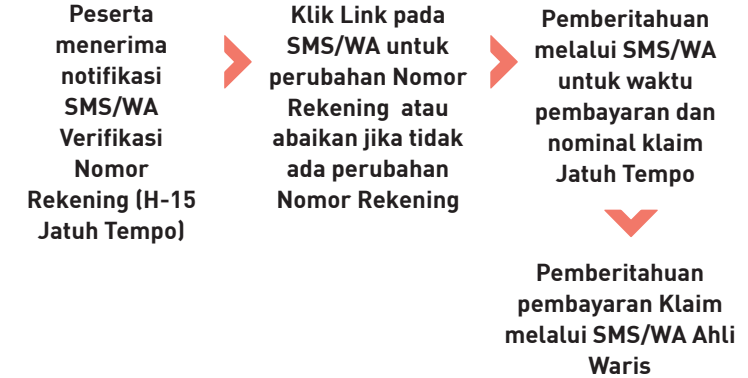 Peserta
menerima
notifikasi
SMS/WA
Verifikasi
Nomor
Rekening (H-15
Jatuh Tempo)
Klik Link pada
SMS/WA untuk
perubahan Nomor
Rekening atau
abaikan jika tidak
ada perubahan
Nomor Rekening
Pemberitahuan
melalui SMS/WA
untuk waktu
pembayaran dan
nominal klaim
Jatuh Tempo
Pemberitahuan
pembayaran Klaim
melalui SMS/WA Ahli
Waris